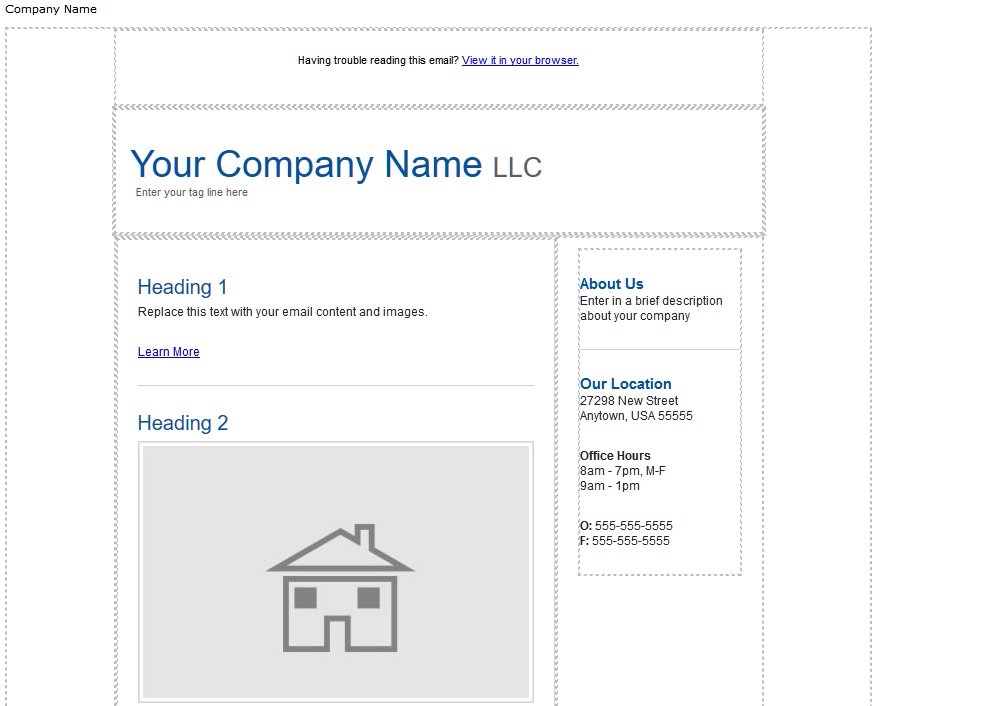 Company Name
Having trouble reading this email? View it in your browser.
Your Company Name LLC
Enter your tag line here
Heading 1
Replace this text with your email content and images.
Learn More
Heading 2
About Us
Enter in a brief description
about your company
Our Location
27298 New Street
Anytown, USA 55555
Office Hours
8am - 7pm, M-F
9am - 1pm
O: 555-555-5555
F: 555-555-5555